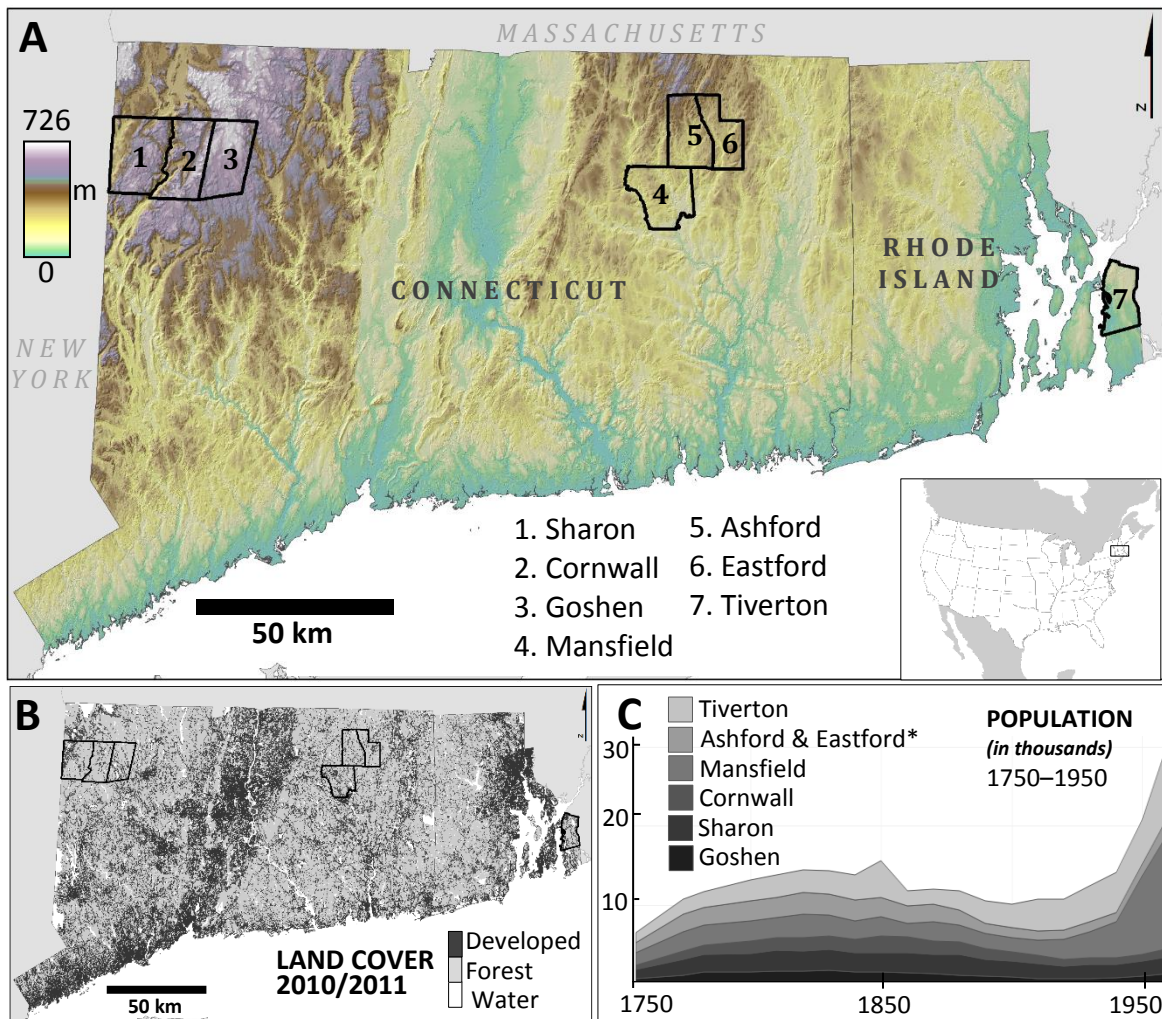 A
MASSACHUSETTS
z
726
m
0
1
2
3
4
5
6
7
CONNECTICUT
RHODE
ISLAND
NEW
YORK
50 km
1. Sharon
2. Cornwall
3. Goshen
4. Mansfield
5. Ashford
6. Eastford
7. Tiverton
B
z
LAND COVER
2010/2011
Developed
Forest
Water
50 km
C
Tiverton
Ashford & Eastford*
Mansfield
Cornwall
Sharon
Goshen
POPULATION
(in thousands)
1750–1950
30
20
10
1750
1850
1950